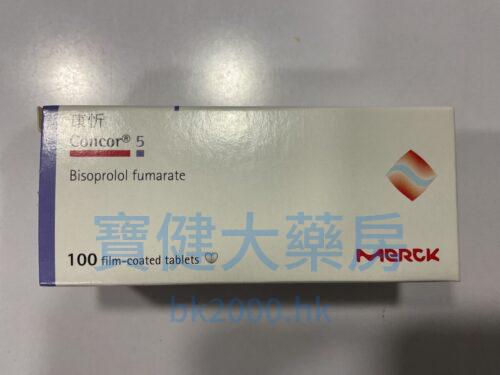 康忻
Concor® 5
Bisoprolol fumarate
寶健大藥房
100 film-coated tablets
MERCK
bk2000.hk